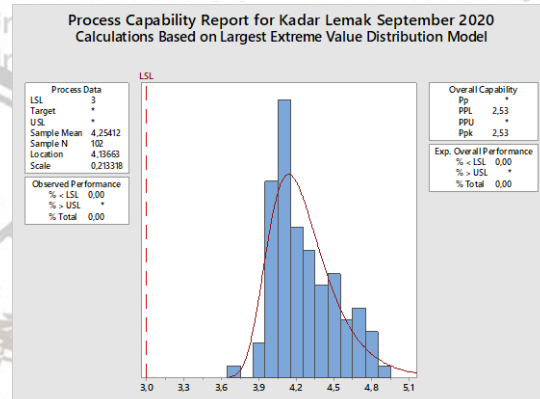 Process Capability Report for Kadar Lemak September 2020
Calculations Based on Largest Extreme Value Distribution Model
LSL
Process Data
LSL 3
Target *
USL *
Sample Mean 4,25412
Sample N 102
Location 4,13663
Scale 0,213318
Observed Performance
% < LSL 0,00
% > USL *
% Total 0,00
Overall Capability
Pp *
PPL 2,53
PPU *
Ppk 2,53
Exp. Overall Performance
% < LSL 0,00
% > USL *
% Total 0,00
3,0 3,3 3,6 3,9 4,2 4,5 4,8 5,1